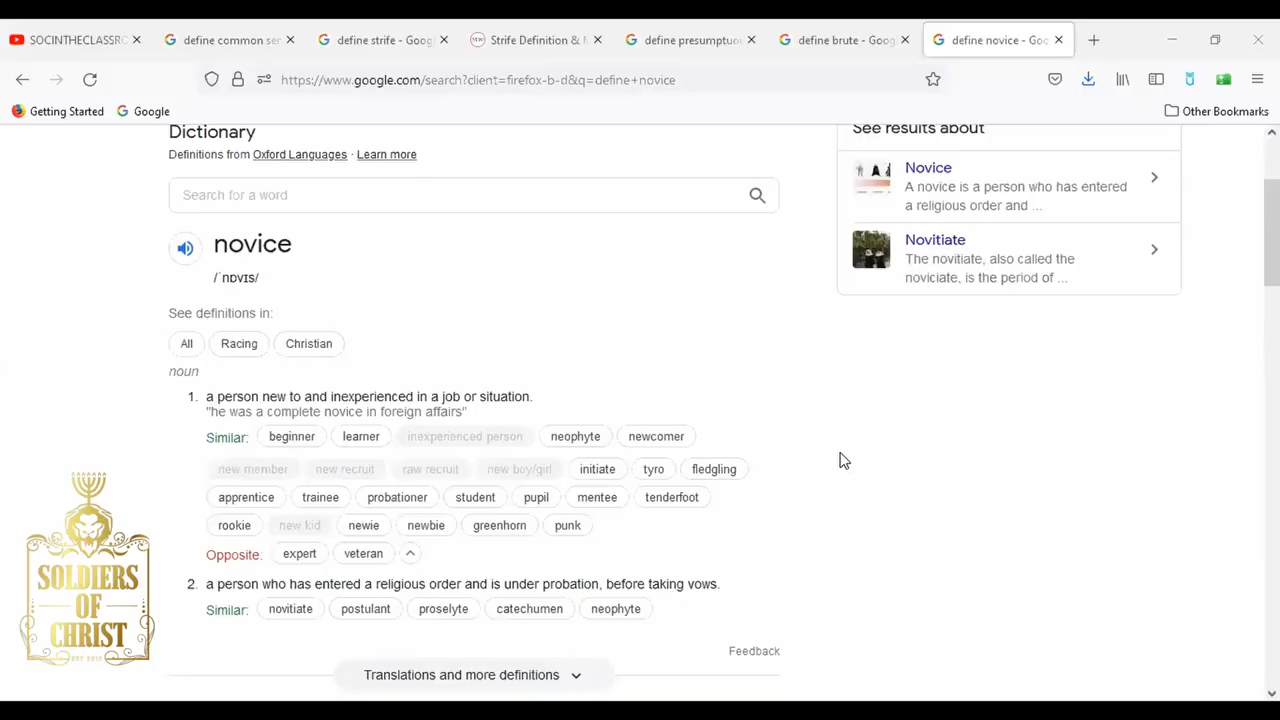 SOCINTHECLASSRC
define common ser
define strife - Goog
Strife Definition & M
define presumptuou
define brute - Goog
define novice - Goo
https://www.google.com/search?client=firefox-b-d&q=define+novice
Getting Started
Google
Other Bookmarks
Dictionary
Definitions from Oxford Languages · Learn more
Search for a word
novice
/ˈnɒvɪs/
See definitions in:
All
Racing
Christian
noun
1. a person new to and inexperienced in a job or situation.
"he was a complete novice in foreign affairs"
Similar: beginner learner inexperienced person neophyte newcomer
new member new recruit raw recruit new boy/girl initiate tyro fledgling
apprentice trainee probationer student pupil mentee tenderfoot
rookie new kid newie newbie greenhorn punk
Opposite: expert veteran
2. a person who has entered a religious order and is under probation, before taking vows.
Similar: novitiate postulant proselyte catechumen neophyte
Feedback
Translations and more definitions
See results about
Novice
A novice is a person who has entered
a religious order and ...
Novitiate
The novitiate, also called the
noviciate, is the period of ...
SOLDIERS
OF
CHRIST